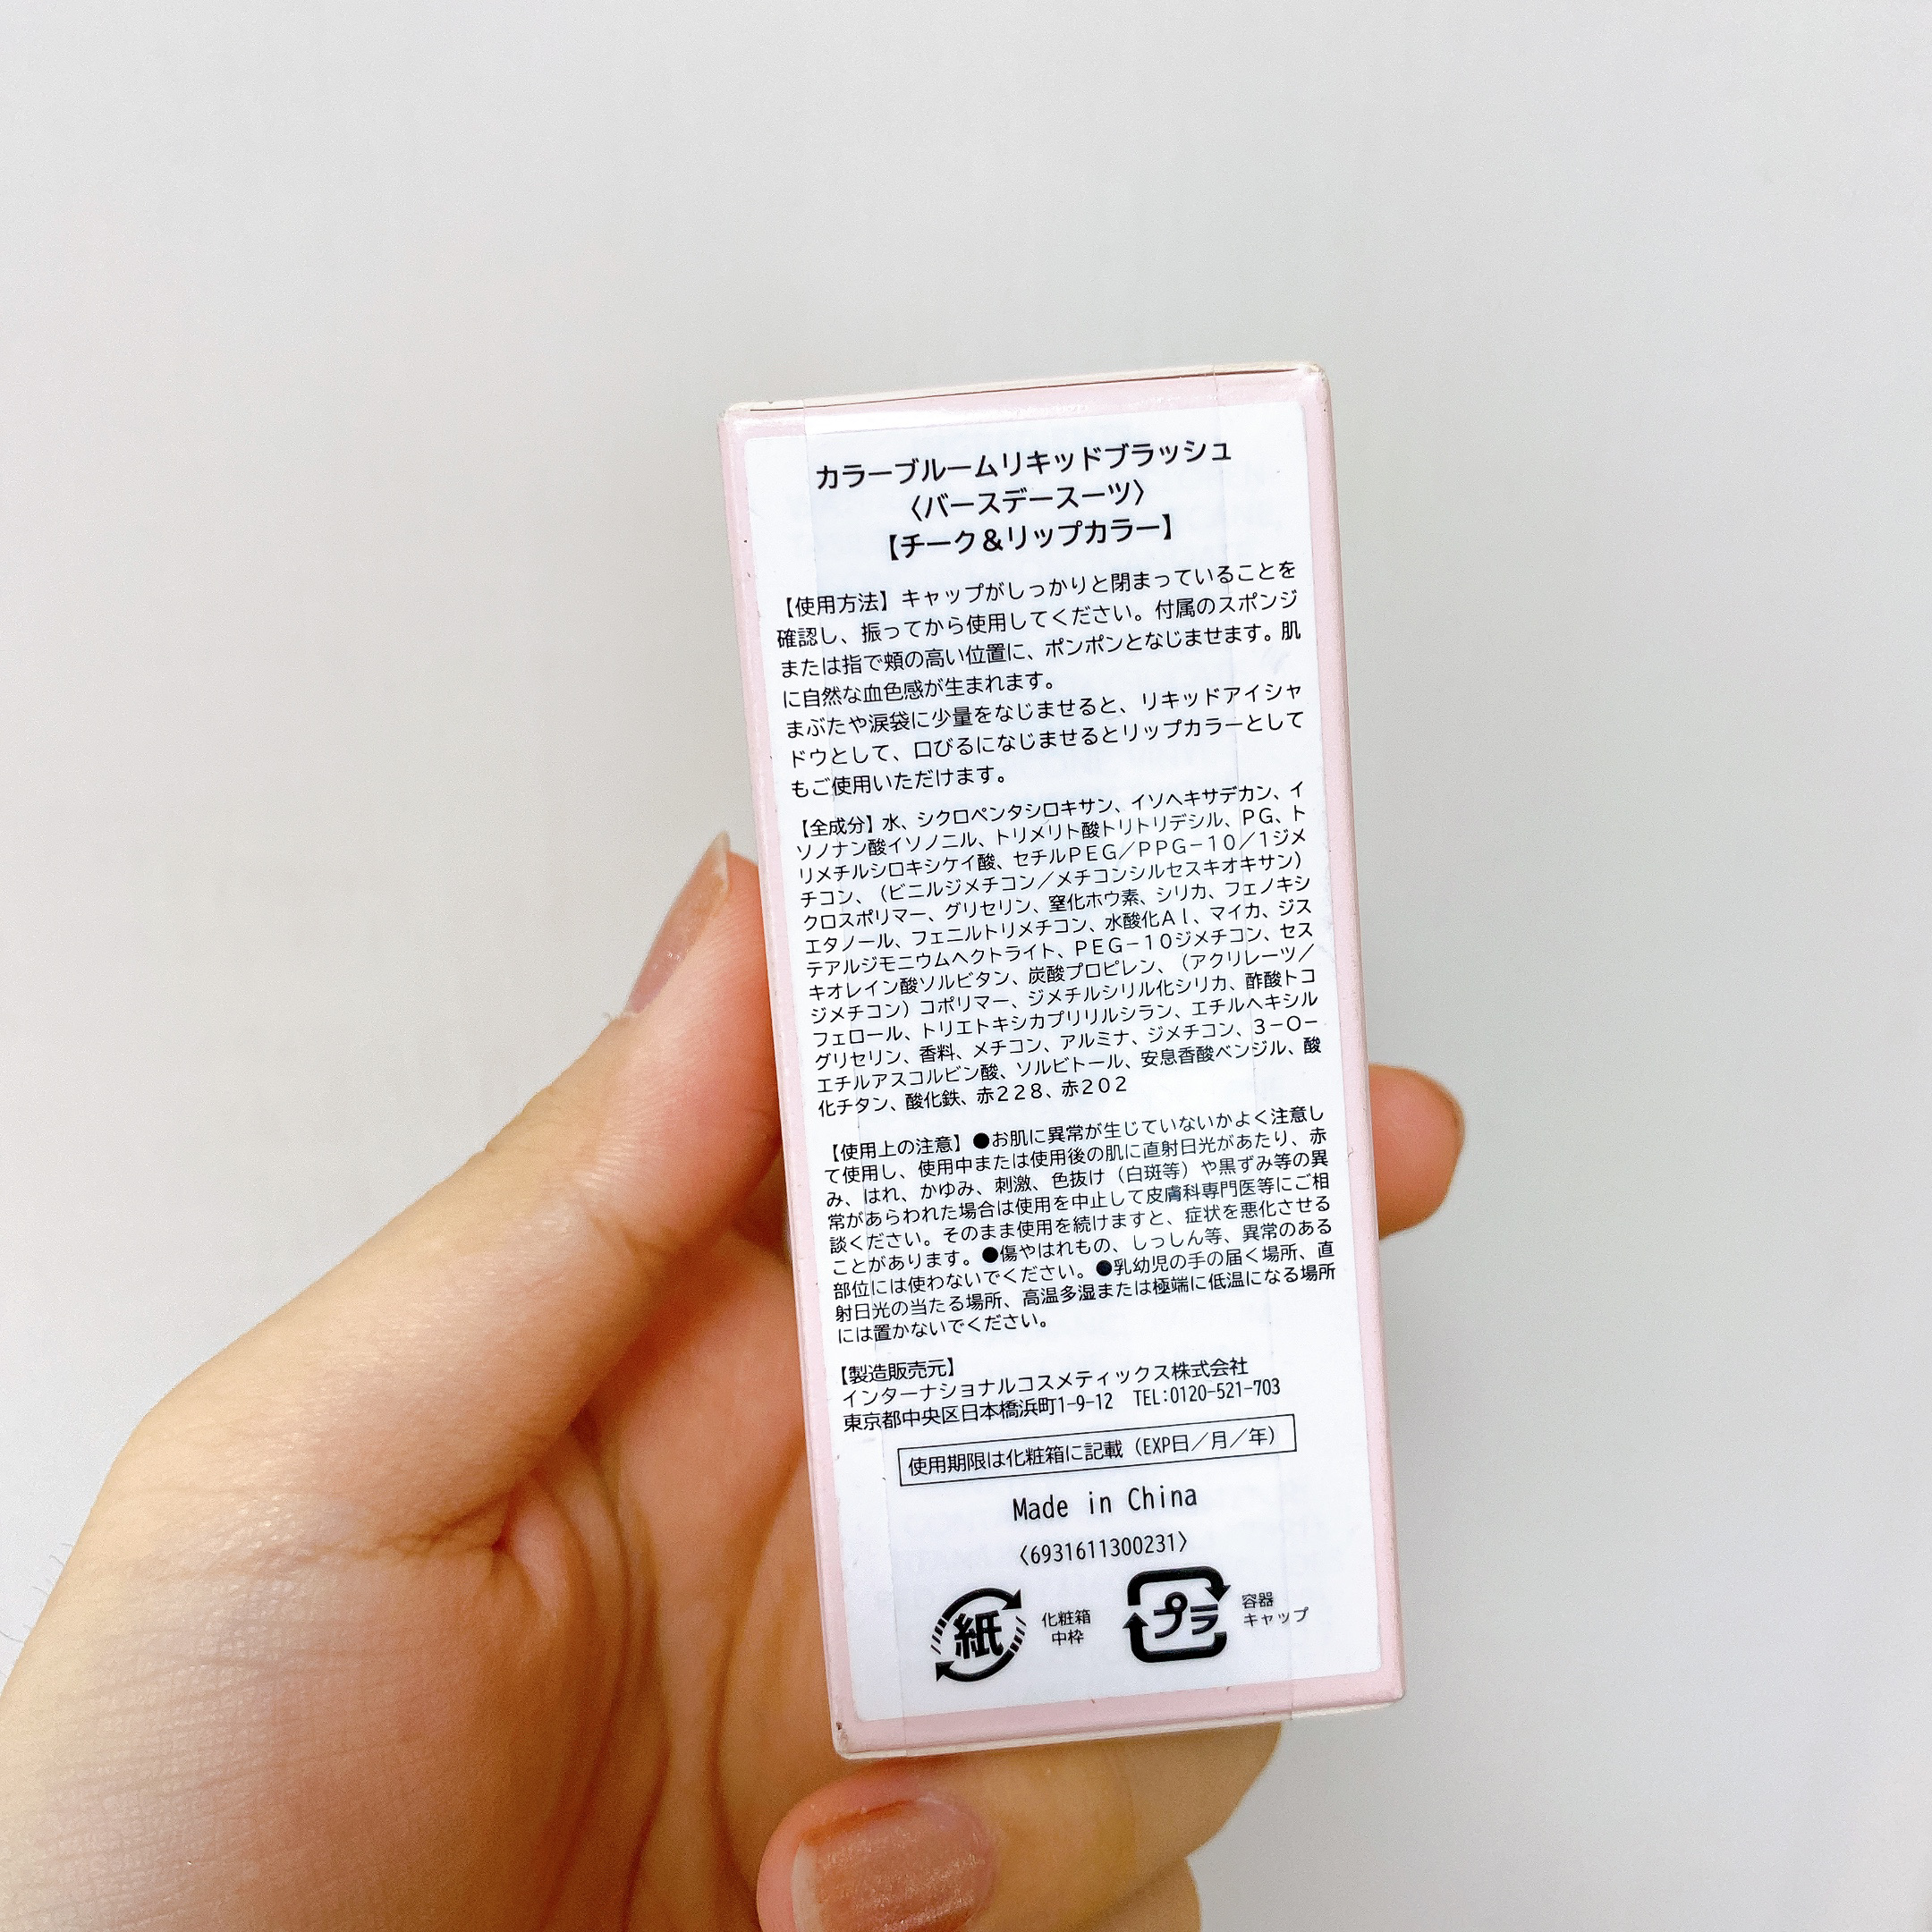 カラーブルームリキッドブラッシュ
〈バースデースーツ〉
【チーク&リップカラー】
【使用方法】キャップがしっかりと閉まっていることを
確認し、振ってから使用してください。付属のスポンジ
または指で頬の高い位置に、ポンポンとなじませます。肌
に自然な血色感が生まれます。
まぶたや涙袋に少量をなじませると、リキッドアイシャ
ドウとして、口びるになじませるとリップカラーとして
もご使用いただけます。
【全成分】水、シクロペンタシロキサン、イソヘキサデカン、イ
ソノナン酸イソノニル、トリメリト酸トリトリデシル、PG、ト
リメチルシロキシケイ酸、セチルPEG/PPG-10/1ジメ
チコン、(ビニルジメチコン/メチコンシルセスキオキサン)
クロスポリマー、グリセリン、窒化ホウ素、シリカ、フェノキシ
エタノール、フェニルトリメチコン、水酸化Al、マイカ、ジス
テアルジモニウムヘクトライト、PEG-10ジメチコン、セス
キオレイン酸ソルビタン、炭酸プロピレン、(アクリレーツ/
ジメチコン)コポリマー、ジメチルシリル化シリカ、酢酸トコ
フェロール、トリエトキシカプリリルシラン、エチルヘキシル
グリセリン、香料、メチコン、アルミナ、ジメチコン、3-O-
エチルアスコルビン酸、ソルビトール、安息香酸ベンジル、酸
化チタン、酸化鉄、赤228、赤202
【使用上の注意】●お肌に異常が生じていないかよく注意し
て使用し、使用中または使用後の肌に直射日光があたり、赤
み、はれ、かゆみ、刺激、色抜け(白斑等)や黒ずみ等の異
常があらわれた場合は使用を中止して皮膚科専門医等にご相
談ください。そのまま使用を続けますと、症状を悪化させる
ことがあります。●傷やはれもの、しっしん等、異常のある
部位には使わないでください。●乳幼児の手の届く場所、直
射日光の当たる場所、高温多湿または極端に低温になる場所
には置かないでください。
【製造販売元】
インターナショナルコスメティックス株式会社
東京都中央区日本橋浜町1-9-12 TEL:0120-521-703
使用期限は化粧箱に記載(EXP日/月/年)
Made in China
〈6931611300231〉
紙 化粧箱 中枠 プラ 容器 キャップ